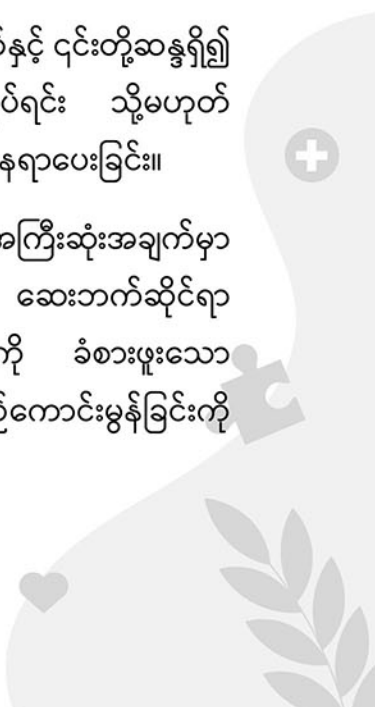 နှင့် ၎င်းတို့ဆန္ဒရှိ၍
ပ်ရင်း သို့မဟုတ်
နေရာပေးခြင်း။
အကြီးဆုံးအချက်မှာ
ဆေးဘက်ဆိုင်ရာ
ကို ခံစားဖူးသော
ကောင်းမွန်ခြင်းကို